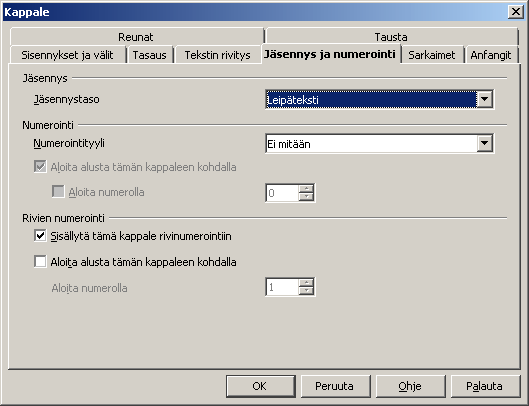 Kappale
Reunat
Tausta
Sisennykset ja välit
Tasaus
Tekstin rivitys
Jäsennys ja numerointi
Sarkaimet
Anfangit
Jäsennys
Jäsennystaso
Leipäteksti
Numerointi
Numerointityyli
Ei mitään
Aloita alusta tämän kappaleen kohdalla
Aloita numerolla
0
Rivien numerointi
Sisällytä tämä kappale rivinumerointiin
Aloita alusta tämän kappaleen kohdalla
Aloita numerolla
1
OK
Peruuta
Ohje
Palauta